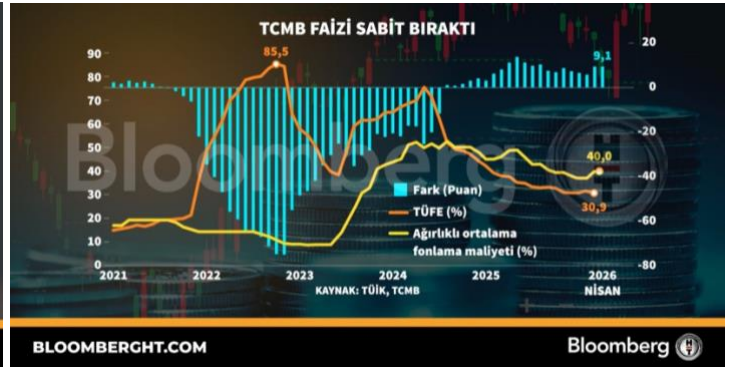 TCMB FAİZİ SABİT BIRAKTI
85,5
9,1
90
80
70
60
50
40
30
20
10
0
20
0
-20
-40
-60
-80
Bloomberg
40,0
30,9
Fark (Puan)
TÜFE (%)
Ağırlıklı ortalama
fonlama maliyeti (%)
2021
2022
2023
2024
2025
2026
NİSAN
KAYNAK: TÜİK, TCMB
BLOOMBERGHT.COM
Bloomberg HT